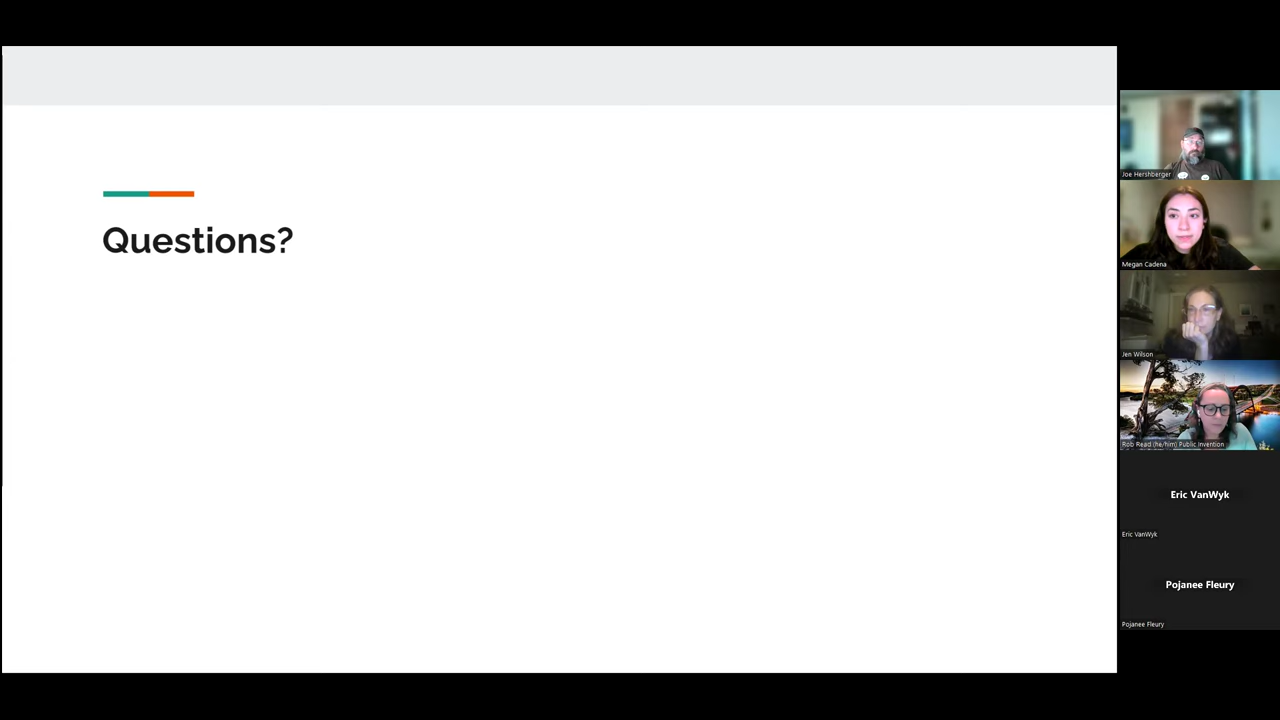 Questions?
Joe Hershberger
Megan Cadena
Jen Wilson
Rob Read (he/him) Public Invention
Eric VanWyk
Eric VanWyk
Pojanee Fleury
Pojanee Fleury